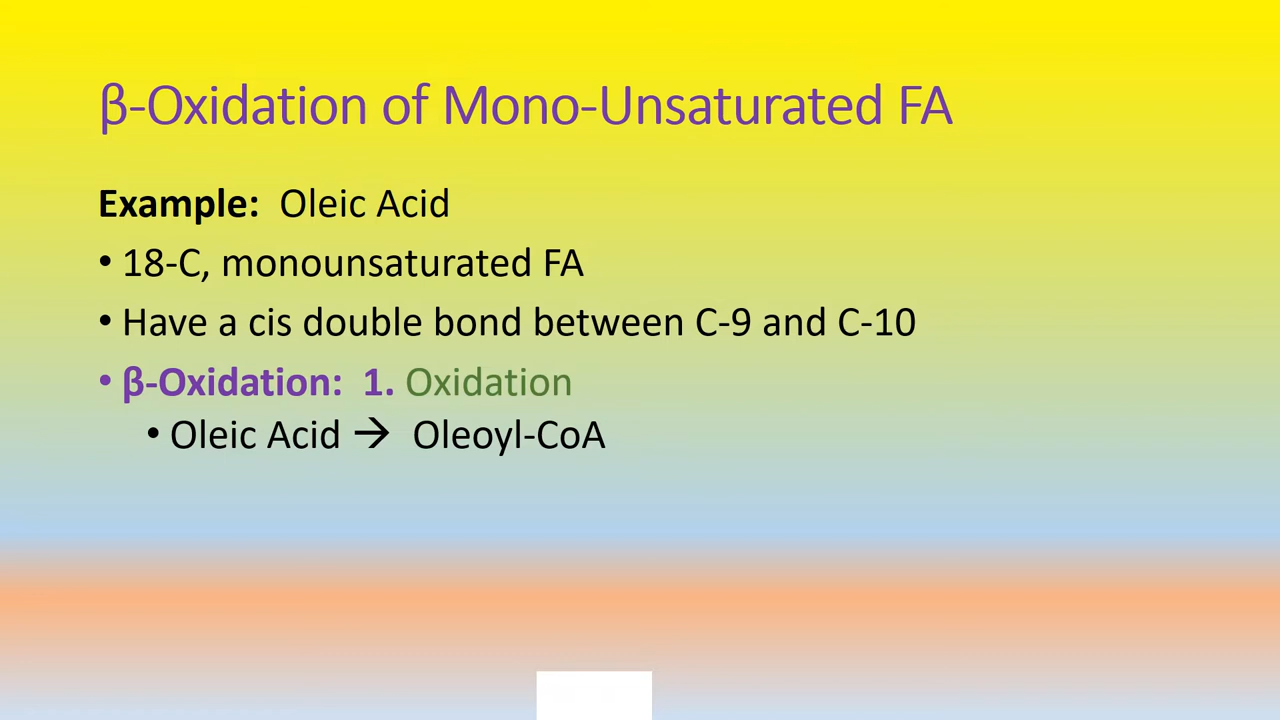 β-Oxidation of Mono-Unsaturated FA
Example: Oleic Acid
• 18-C, monounsaturated FA
• Have a cis double bond between C-9 and C-10
• β-Oxidation: 1. Oxidation
• Oleic Acid → Oleoyl-CoA